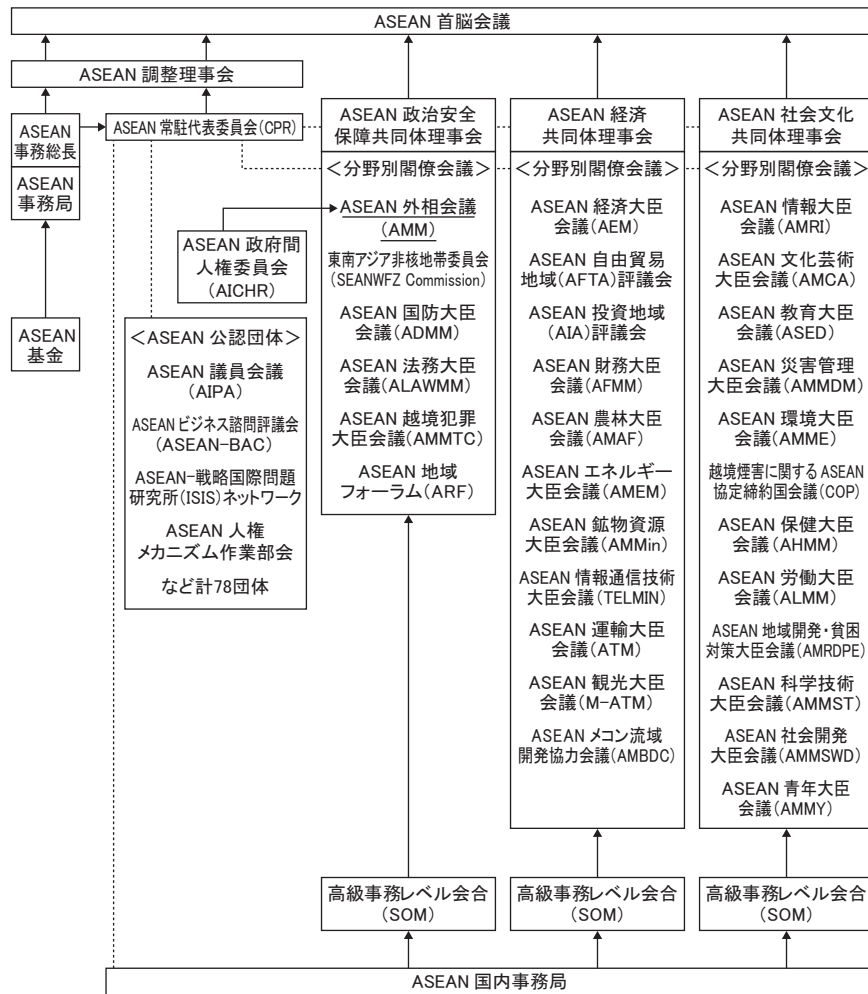 ASEAN 首脳会議
ASEAN 調整理事会
ASEAN
事務総長
ASEAN
事務局
ASEAN
基金
ASEAN 常駐代表委員会(CPR)
ASEAN 政府間
人権委員会
(AICHR)
<ASEAN 公認団体>
ASEAN 議員会議
(AIPA)
ASEAN ビジネス諮問評議会
(ASEAN-BAC)
ASEAN-戦略国際問題
研究所(ISIS)ネットワーク
ASEAN 人権
メカニズム作業部会
など計78団体
ASEAN 政治安全
保障共同体理事会
<分野別閣僚会議>
ASEAN 外相会議
(AMM)
東南アジア非核地帯委員会
(SEANWFZ Commission)
ASEAN 国防大臣
会議(ADMM)
ASEAN 法務大臣
会議(ALAWMM)
ASEAN 越境犯罪
大臣会議(AMMTC)
ASEAN 地域
フォーラム(ARF)
高級事務レベル会合
(SOM)
ASEAN 経済
共同体理事会
<分野別閣僚会議>
ASEAN 経済大臣
会議(AEM)
ASEAN 自由貿易
地域(AFTA)評議会
ASEAN 投資地域
(AIA)評議会
ASEAN 財務大臣
会議(AFMM)
ASEAN 農林大臣
会議(AMAF)
ASEAN エネルギー
大臣会議(AMEM)
ASEAN 鉱物資源
大臣会議(AMMin)
ASEAN 情報通信技術
大臣会議(TELMIN)
ASEAN 運輸大臣
会議(ATM)
ASEAN 観光大臣
会議(M-ATM)
ASEAN メコン流域
開発協力会議(AMBDC)
高級事務レベル会合
(SOM)
ASEAN 社会文化
共同体理事会
<分野別閣僚会議>
ASEAN 情報大臣
会議(AMRI)
ASEAN 文化芸術
大臣会議(AMCA)
ASEAN 教育大臣
会議(ASED)
ASEAN 災害管理
大臣会議(AMMDM)
ASEAN 環境大臣
会議(AMME)
越境煙害に関する ASEAN
協定締約国会議(COP)
ASEAN 保健大臣
会議(AHMM)
ASEAN 労働大臣
会議(ALMM)
ASEAN 地域開発・貧困
対策大臣会議(AMRDPE)
ASEAN 科学技術
大臣会議(AMMST)
ASEAN 社会開発
大臣会議(AMMSWD)
ASEAN 青年大臣
会議(AMMY)
高級事務レベル会合
(SOM)
ASEAN 国内事務局